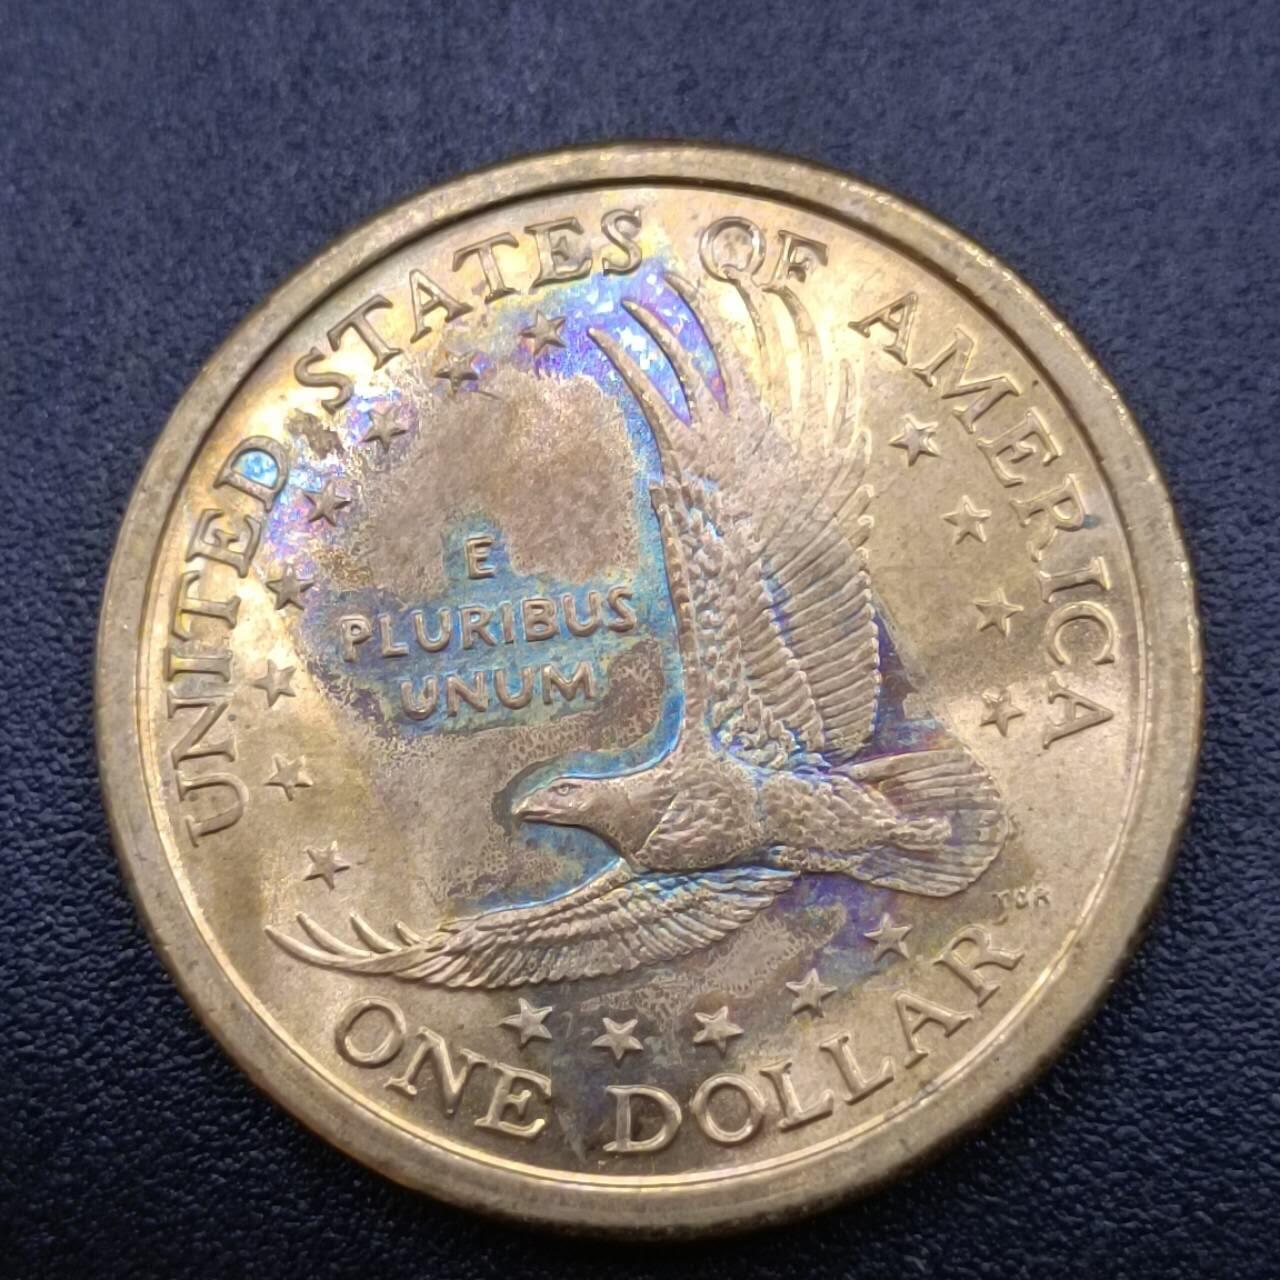 UNITED STATES OF AMERICA
E
PLURIBUS
UNUM
ONE DOLLAR